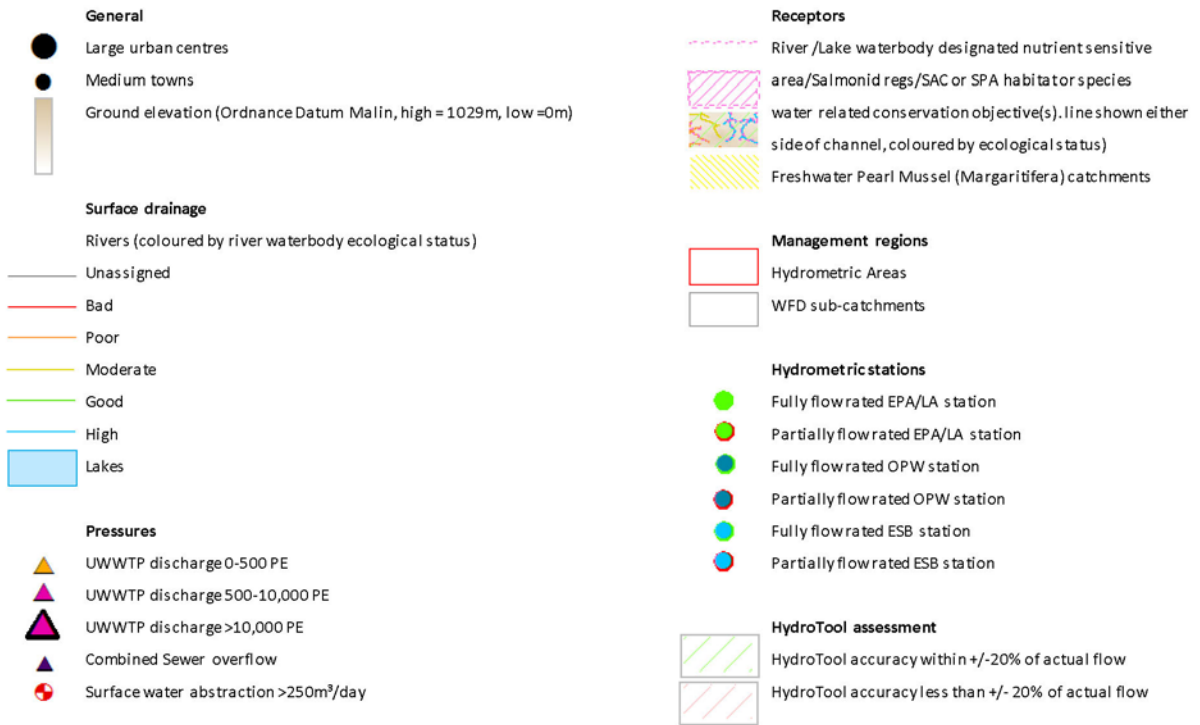 General
Large urban centres
Medium towns
Ground elevation (Ordnance Datum Malin, high = 1029m, low =0m)
Surface drainage
Rivers (coloured by river waterbody ecological status)
Unassigned
Bad
Poor
Moderate
Good
High
Lakes
Pressures
UWWTP discharge 0-500 PE
UWWTP discharge 500-10,000 PE
UWWTP discharge >10,000 PE
Combined Sewer overflow
Surface water abstraction >250m³/day
Receptors
River /Lake waterbody designated nutrient sensitive
area/Salmonid regs/SAC or SPA habitat or species
water related conservation objective(s). line shown either
side of channel, coloured by ecological status)
Freshwater Pearl Mussel (Margaritifera) catchments
Management regions
Hydrometric Areas
WFD sub-catchments
Hydrometric stations
Fully flow rated EPA/LA station
Partially flow rated EPA/LA station
Fully flow rated OPW station
Partially flow rated OPW station
Fully flow rated ESB station
Partially flow rated ESB station
HydroTool assessment
HydroTool accuracy within +/-20% of actual flow
HydroTool accuracy less than +/- 20% of actual flow